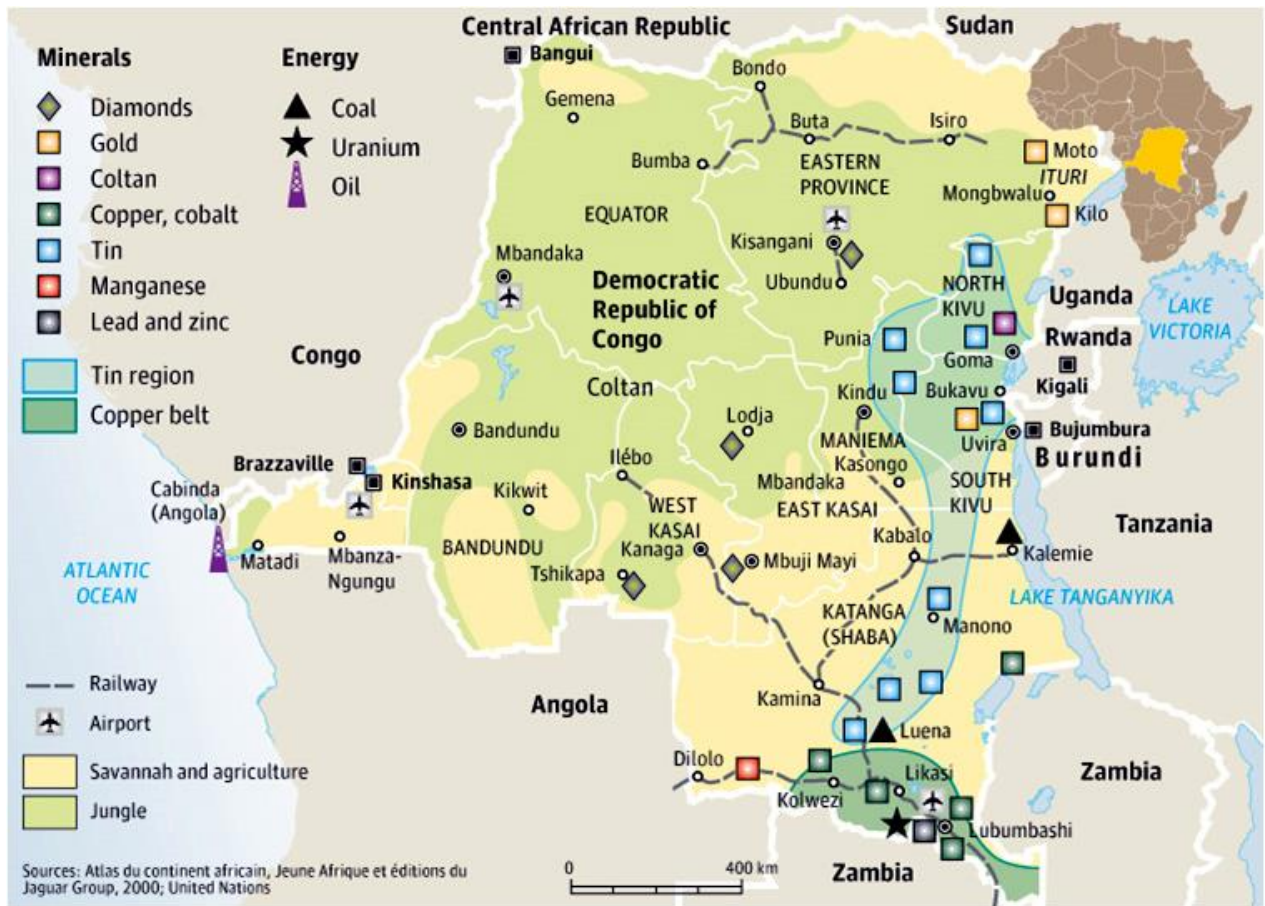 Minerals
Diamonds
Gold
Coltan
Copper, cobalt
Tin
Manganese
Lead and zinc
Tin region
Copper belt
Energy
Coal
Uranium
Oil
Central African Republic
Sudan
Bangui
Bondo
Gemena
Buta
Isiro
Bumba
EASTERN
PROVINCE
Moto
ITURI
Mongbwalu
Kilo
EQUATOR
Kisangani
Mbandaka
Ubundu
Democratic
Republic of
Congo
NORTH
KIVU
Uganda
LAKE
VICTORIA
Congo
Punia
Goma
Rwanda
Kigali
Coltan
Kindu
Bukavu
Lodja
Bandundu
MANIEMA
Uvira
Bujumbura
Burundi
Brazzaville
Kinshasa
Ilébo
Kasongo
Mbandaka
Cabinda
(Angola)
Kikwit
WEST
KASAI
EAST KASAI
SOUTH
KIVU
Tanzania
Matadi
Mbanza-
Ngungu
BANDUNDU
Kanaga
Tshikapa
Mbuji Mayi
Kabalo
Kalemie
ATLANTIC
OCEAN
LAKE TANGANYIKA
KATANGA
(SHABA)
Manono
Railway
Airport
Angola
Kamina
Luena
Savannah and agriculture
Jungle
Dilolo
Kolwezi
Likasi
Zambia
Lubumbashi
Zambia
Sources: Atlas du continent africain, Jeune Afrique et éditions du
Jaguar Group, 2000; United Nations
0 400 km